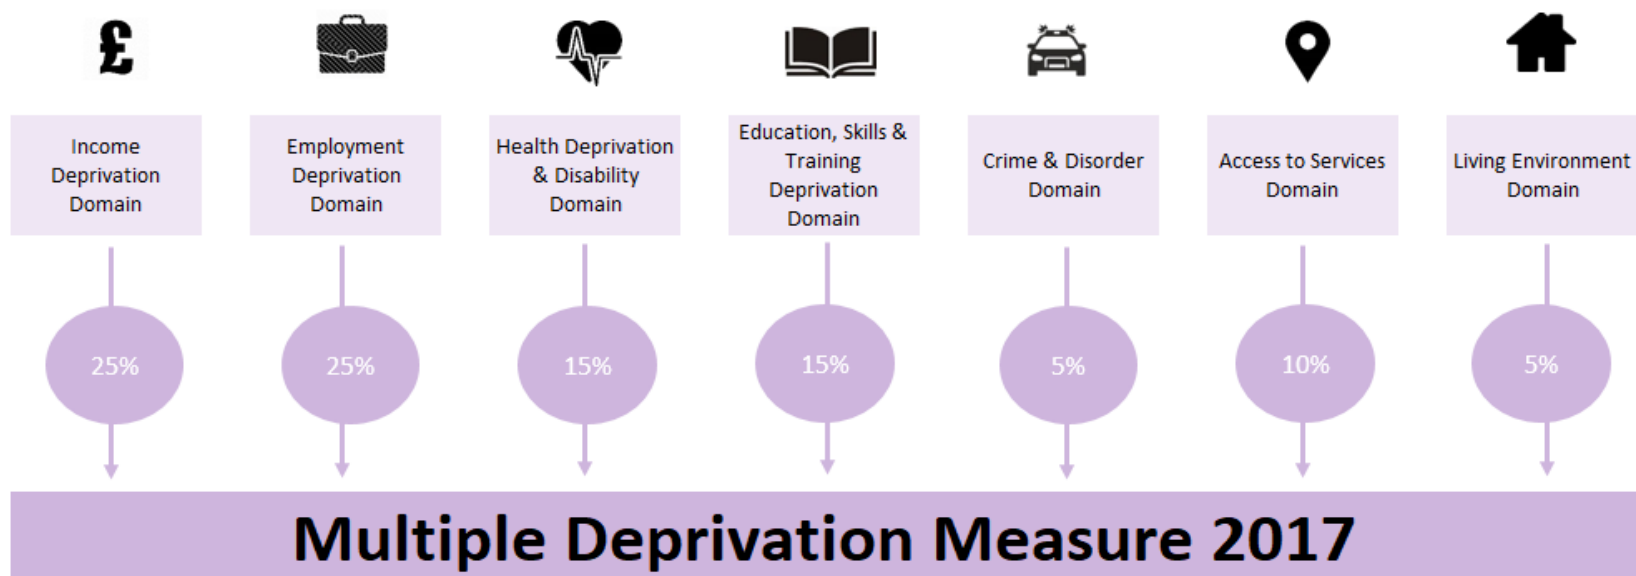 £
Income
Deprivation
Domain
Employment
Deprivation
Domain
Health Deprivation
& Disability
Domain
Education, Skills &
Training
Deprivation
Domain
Crime & Disorder
Domain
Access to Services
Domain
Living Environment
Domain
25%
25%
15%
15%
5%
10%
5%
Multiple Deprivation Measure 2017